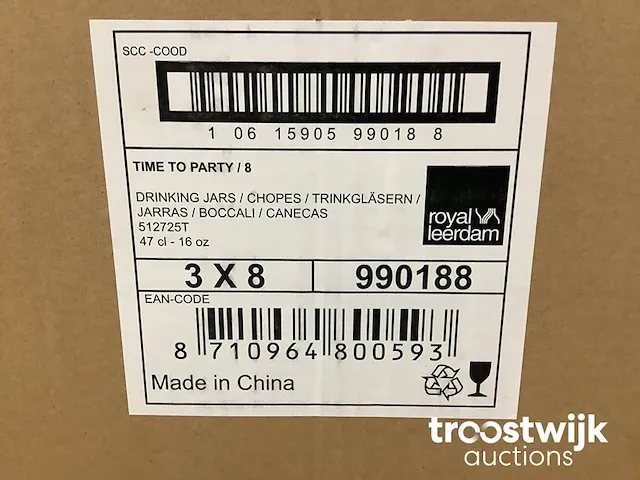 SCC -COOD
1 06 15905 99018 8
TIME TO PARTY / 8
DRINKING JARS / CHOPES / TRINKGLÄSERN /
JARRAS / BOCCALI / CANECAS
512725T
47 cl - 16 oz
royal
leerdam
3 X 8
990188
EAN-CODE
8 710964 800593
Made in China
troostwijk
auctions